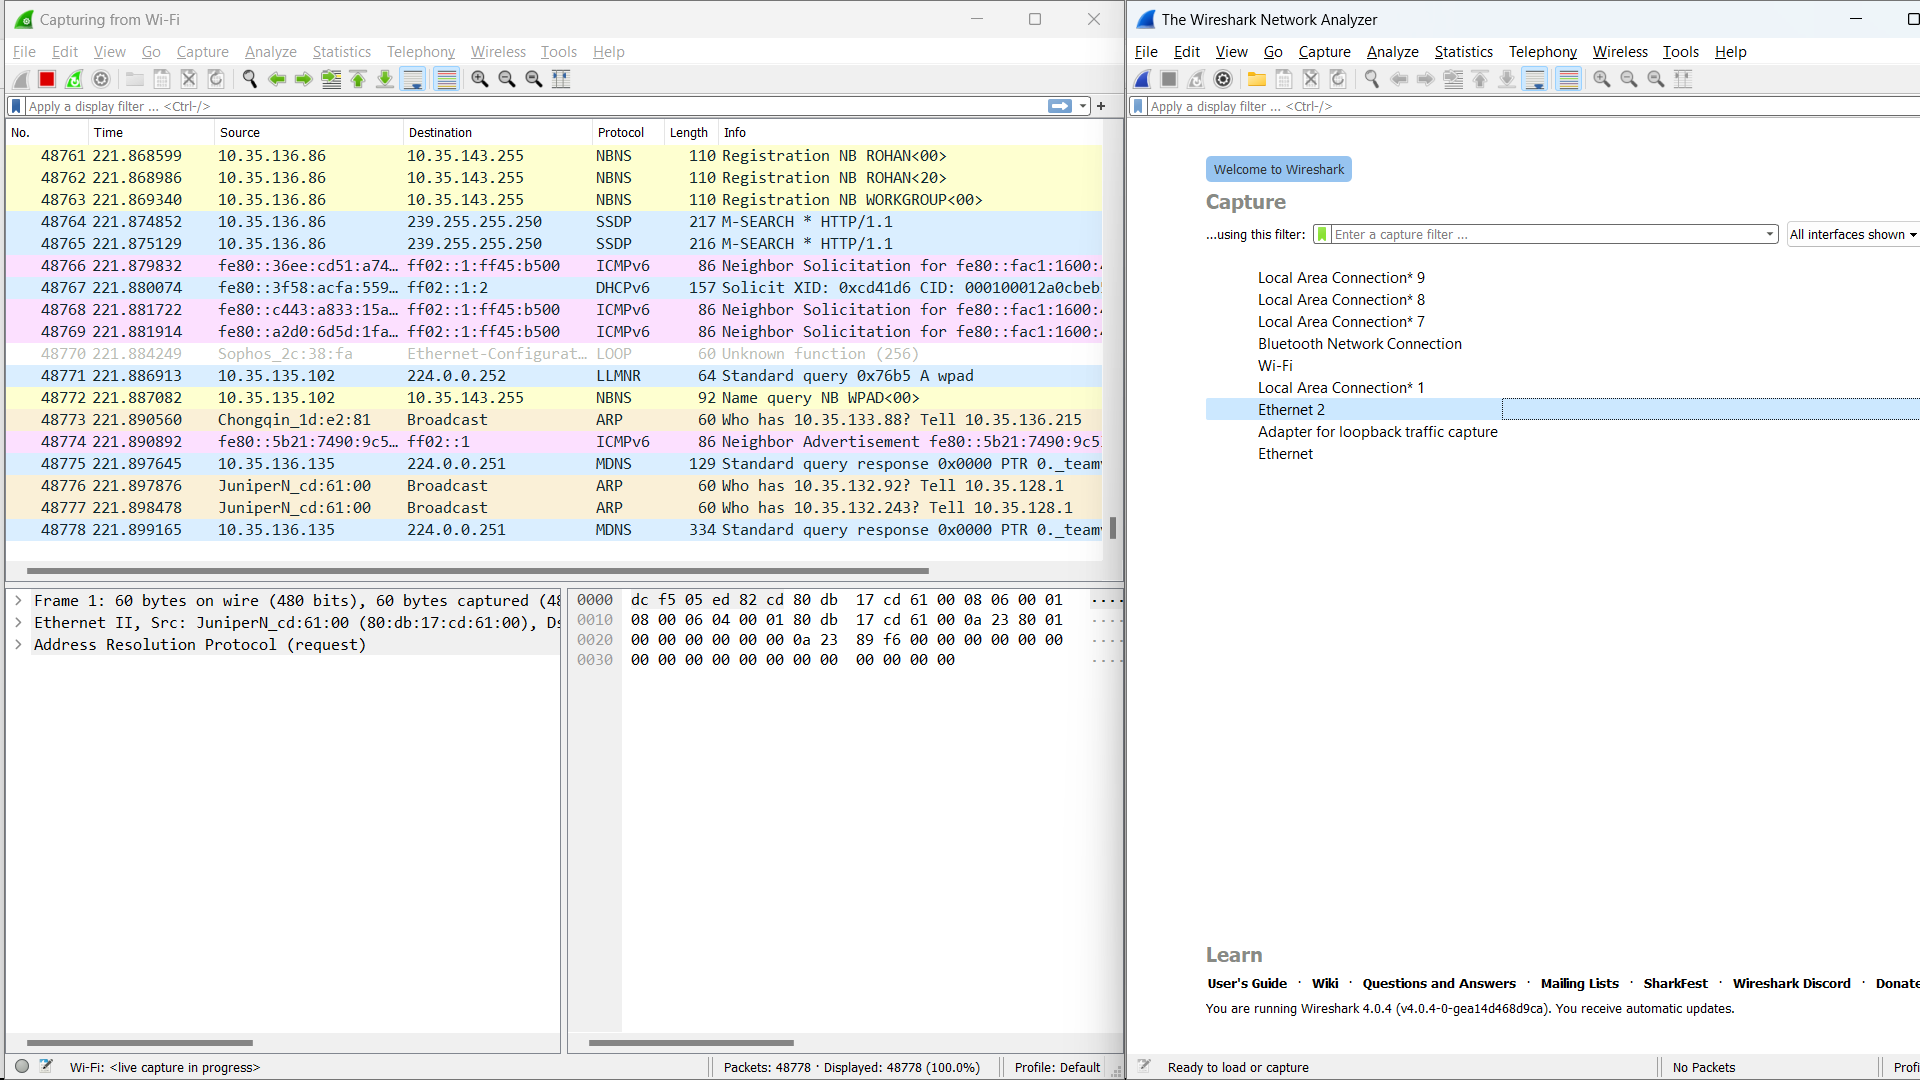 Capturing from Wi-Fi
File Edit View Go Capture Analyze Statistics Telephony Wireless Tools Help
Apply a display filter ... <Ctrl-/>
No. Time Source Destination Protocol Length Info
48761 221.868599 10.35.136.86 10.35.143.255 NBNS 110 Registration NB ROHAN<00>
48762 221.868986 10.35.136.86 10.35.143.255 NBNS 110 Registration NB ROHAN<20>
48763 221.869340 10.35.136.86 10.35.143.255 NBNS 110 Registration NB WORKGROUP<00>
48764 221.874852 10.35.136.86 239.255.255.250 SSDP 217 M-SEARCH * HTTP/1.1
48765 221.875129 10.35.136.86 239.255.255.250 SSDP 216 M-SEARCH * HTTP/1.1
48766 221.879832 fe80::36ee:cd51:a74… ff02::1:ff45:b500 ICMPv6 86 Neighbor Solicitation for fe80::fac1:1600:
48767 221.880074 fe80::3f58:acfa:559… ff02::1:2 DHCPv6 157 Solicit XID: 0xcd41d6 CID: 000100012a0cbeb
48768 221.881722 fe80::c443:a833:15a… ff02::1:ff45:b500 ICMPv6 86 Neighbor Solicitation for fe80::fac1:1600:
48769 221.881914 fe80::a2d0:6d5d:1fa… ff02::1:ff45:b500 ICMPv6 86 Neighbor Solicitation for fe80::fac1:1600:
48770 221.884249 Sophos_2c:38:fa Ethernet-Configurat… LOOP 60 Unknown function (256)
48771 221.886913 10.35.135.102 224.0.0.252 LLMNR 64 Standard query 0x76b5 A wpad
48772 221.887082 10.35.135.102 10.35.143.255 NBNS 92 Name query NB WPAD<00>
48773 221.890560 Chongqin_1d:e2:81 Broadcast ARP 60 Who has 10.35.133.88? Tell 10.35.136.215
48774 221.890892 fe80::5b21:7490:9c5… ff02::1 ICMPv6 86 Neighbor Advertisement fe80::5b21:7490:9c5
48775 221.897645 10.35.136.135 224.0.0.251 MDNS 129 Standard query response 0x0000 PTR 0._team
48776 221.897876 JuniperN_cd:61:00 Broadcast ARP 60 Who has 10.35.132.92? Tell 10.35.128.1
48777 221.898478 JuniperN_cd:61:00 Broadcast ARP 60 Who has 10.35.132.243? Tell 10.35.128.1
48778 221.899165 10.35.136.135 224.0.0.251 MDNS 334 Standard query response 0x0000 PTR 0._team
Frame 1: 60 bytes on wire (480 bits), 60 bytes captured (48
Ethernet II, Src: JuniperN_cd:61:00 (80:db:17:cd:61:00), Ds
Address Resolution Protocol (request)
0000 dc f5 05 ed 82 cd 80 db 17 cd 61 00 08 06 00 01 ····
0010 08 00 06 04 00 01 80 db 17 cd 61 00 0a 23 80 01 ····
0020 00 00 00 00 00 00 0a 23 89 f6 00 00 00 00 00 00 ····
0030 00 00 00 00 00 00 00 00 00 00 00 00 ····
Wi-Fi: <live capture in progress>
Packets: 48778 · Displayed: 48778 (100.0%)
Profile: Default
The Wireshark Network Analyzer
File Edit View Go Capture Analyze Statistics Telephony Wireless Tools Help
Apply a display filter ... <Ctrl-/>
Welcome to Wireshark
Capture
...using this filter: Enter a capture filter ... All interfaces shown
Local Area Connection* 9
Local Area Connection* 8
Local Area Connection* 7
Bluetooth Network Connection
Wi-Fi
Local Area Connection* 1
Ethernet 2
Adapter for loopback traffic capture
Ethernet
Learn
User's Guide · Wiki · Questions and Answers · Mailing Lists · SharkFest · Wireshark Discord · Donate
You are running Wireshark 4.0.4 (v4.0.4-0-gea14d468d9ca). You receive automatic updates.
Ready to load or capture
No Packets
Profi